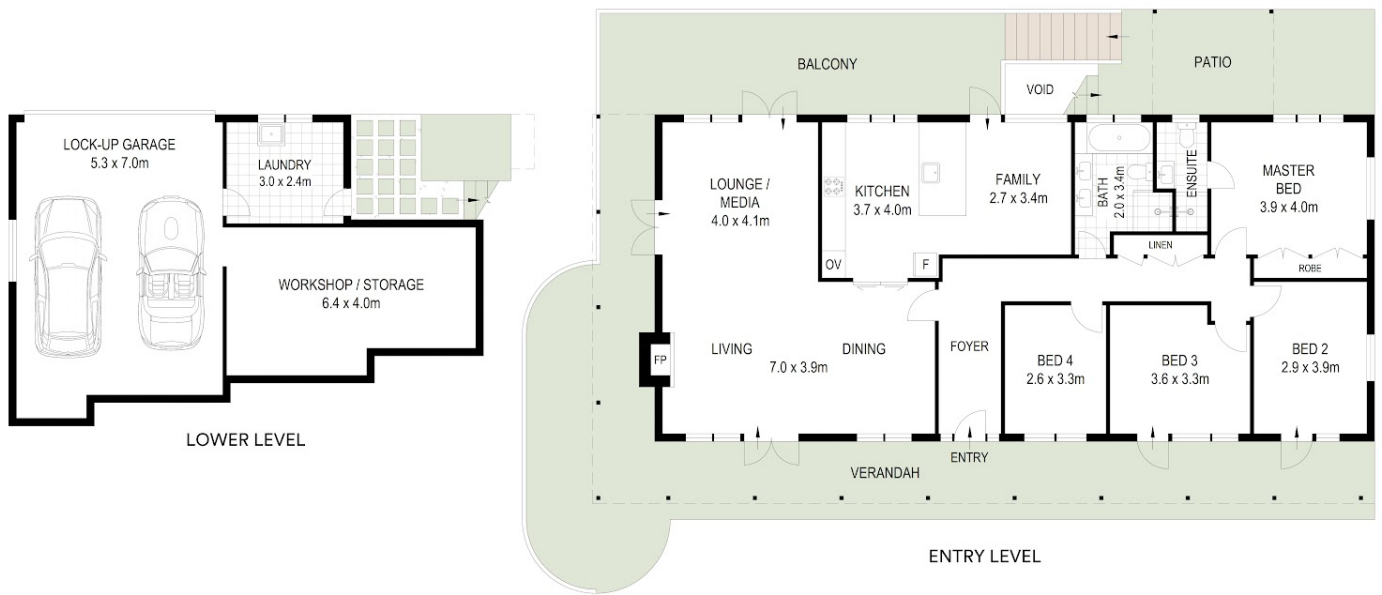 LOCK-UP GARAGE
5.3 x 7.0m
LAUNDRY
3.0 x 2.4m
WORKSHOP / STORAGE
6.4 x 4.0m
LOWER LEVEL
BALCONY
VOID
PATIO
LOUNGE /
MEDIA
4.0 x 4.1m
KITCHEN
3.7 x 4.0m
OV
F
FAMILY
2.7 x 3.4m
BATH
2.0 x 3.4m
ENSUITE
MASTER
BED
3.9 x 4.0m
LINEN
ROBE
FP
LIVING
DINING
7.0 x 3.9m
FOYER
BED 4
2.6 x 3.3m
BED 3
3.6 x 3.3m
BED 2
2.9 x 3.9m
ENTRY
VERANDAH
ENTRY LEVEL